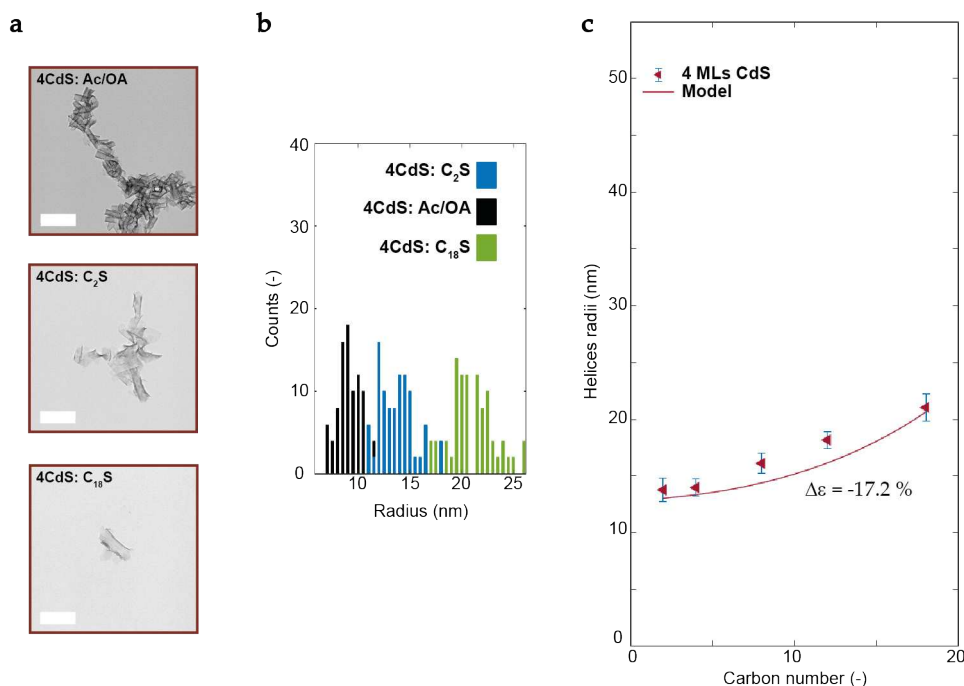 a
4CdS: Ac/OA
4CdS: C₂S
4CdS: C₁₈S
b
40
30
20
10
0
Counts (-)
4CdS: C₂S
4CdS: Ac/OA
4CdS: C₁₈S
10
15
20
25
Radius (nm)
c
50
40
30
20
10
0
Helices radii (nm)
4 MLs CdS
Model
Δε = -17.2 %
0
10
20
Carbon number (-)